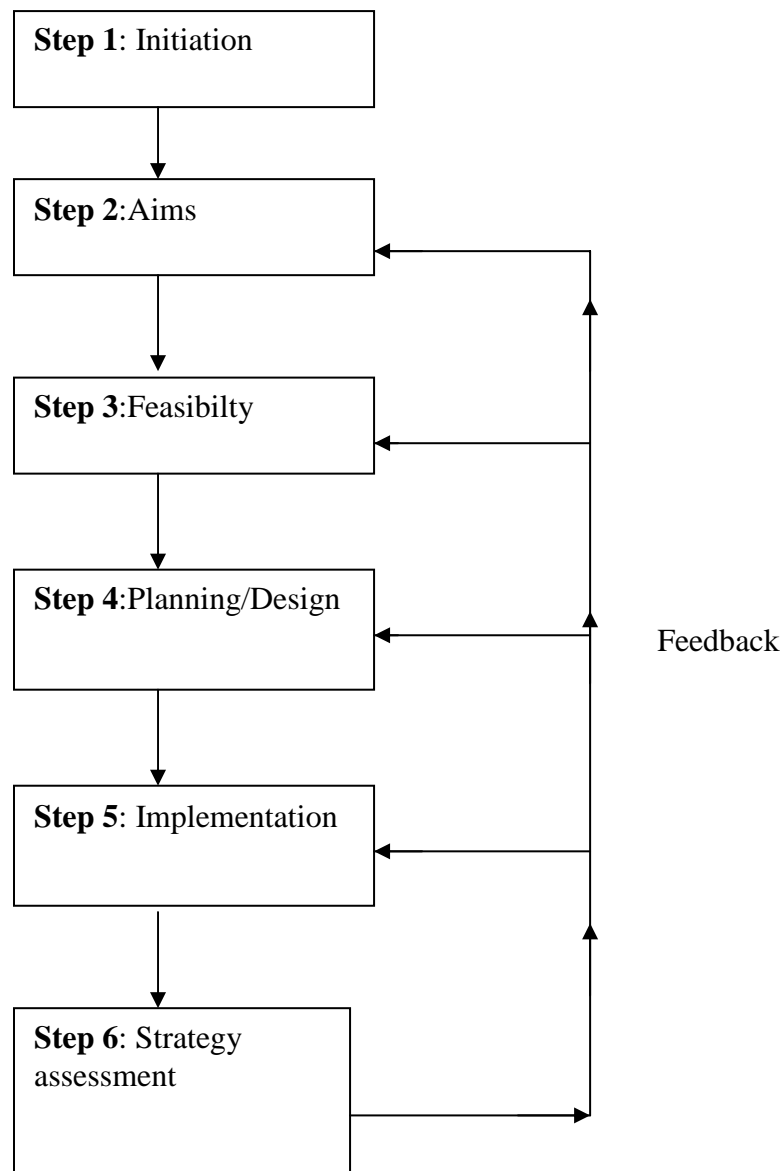 Step 1: Initiation
Step 2:Aims
Step 3:Feasibilty
Step 4:Planning/Design
Feedback
Step 5: Implementation
Step 6: Strategy
assessment